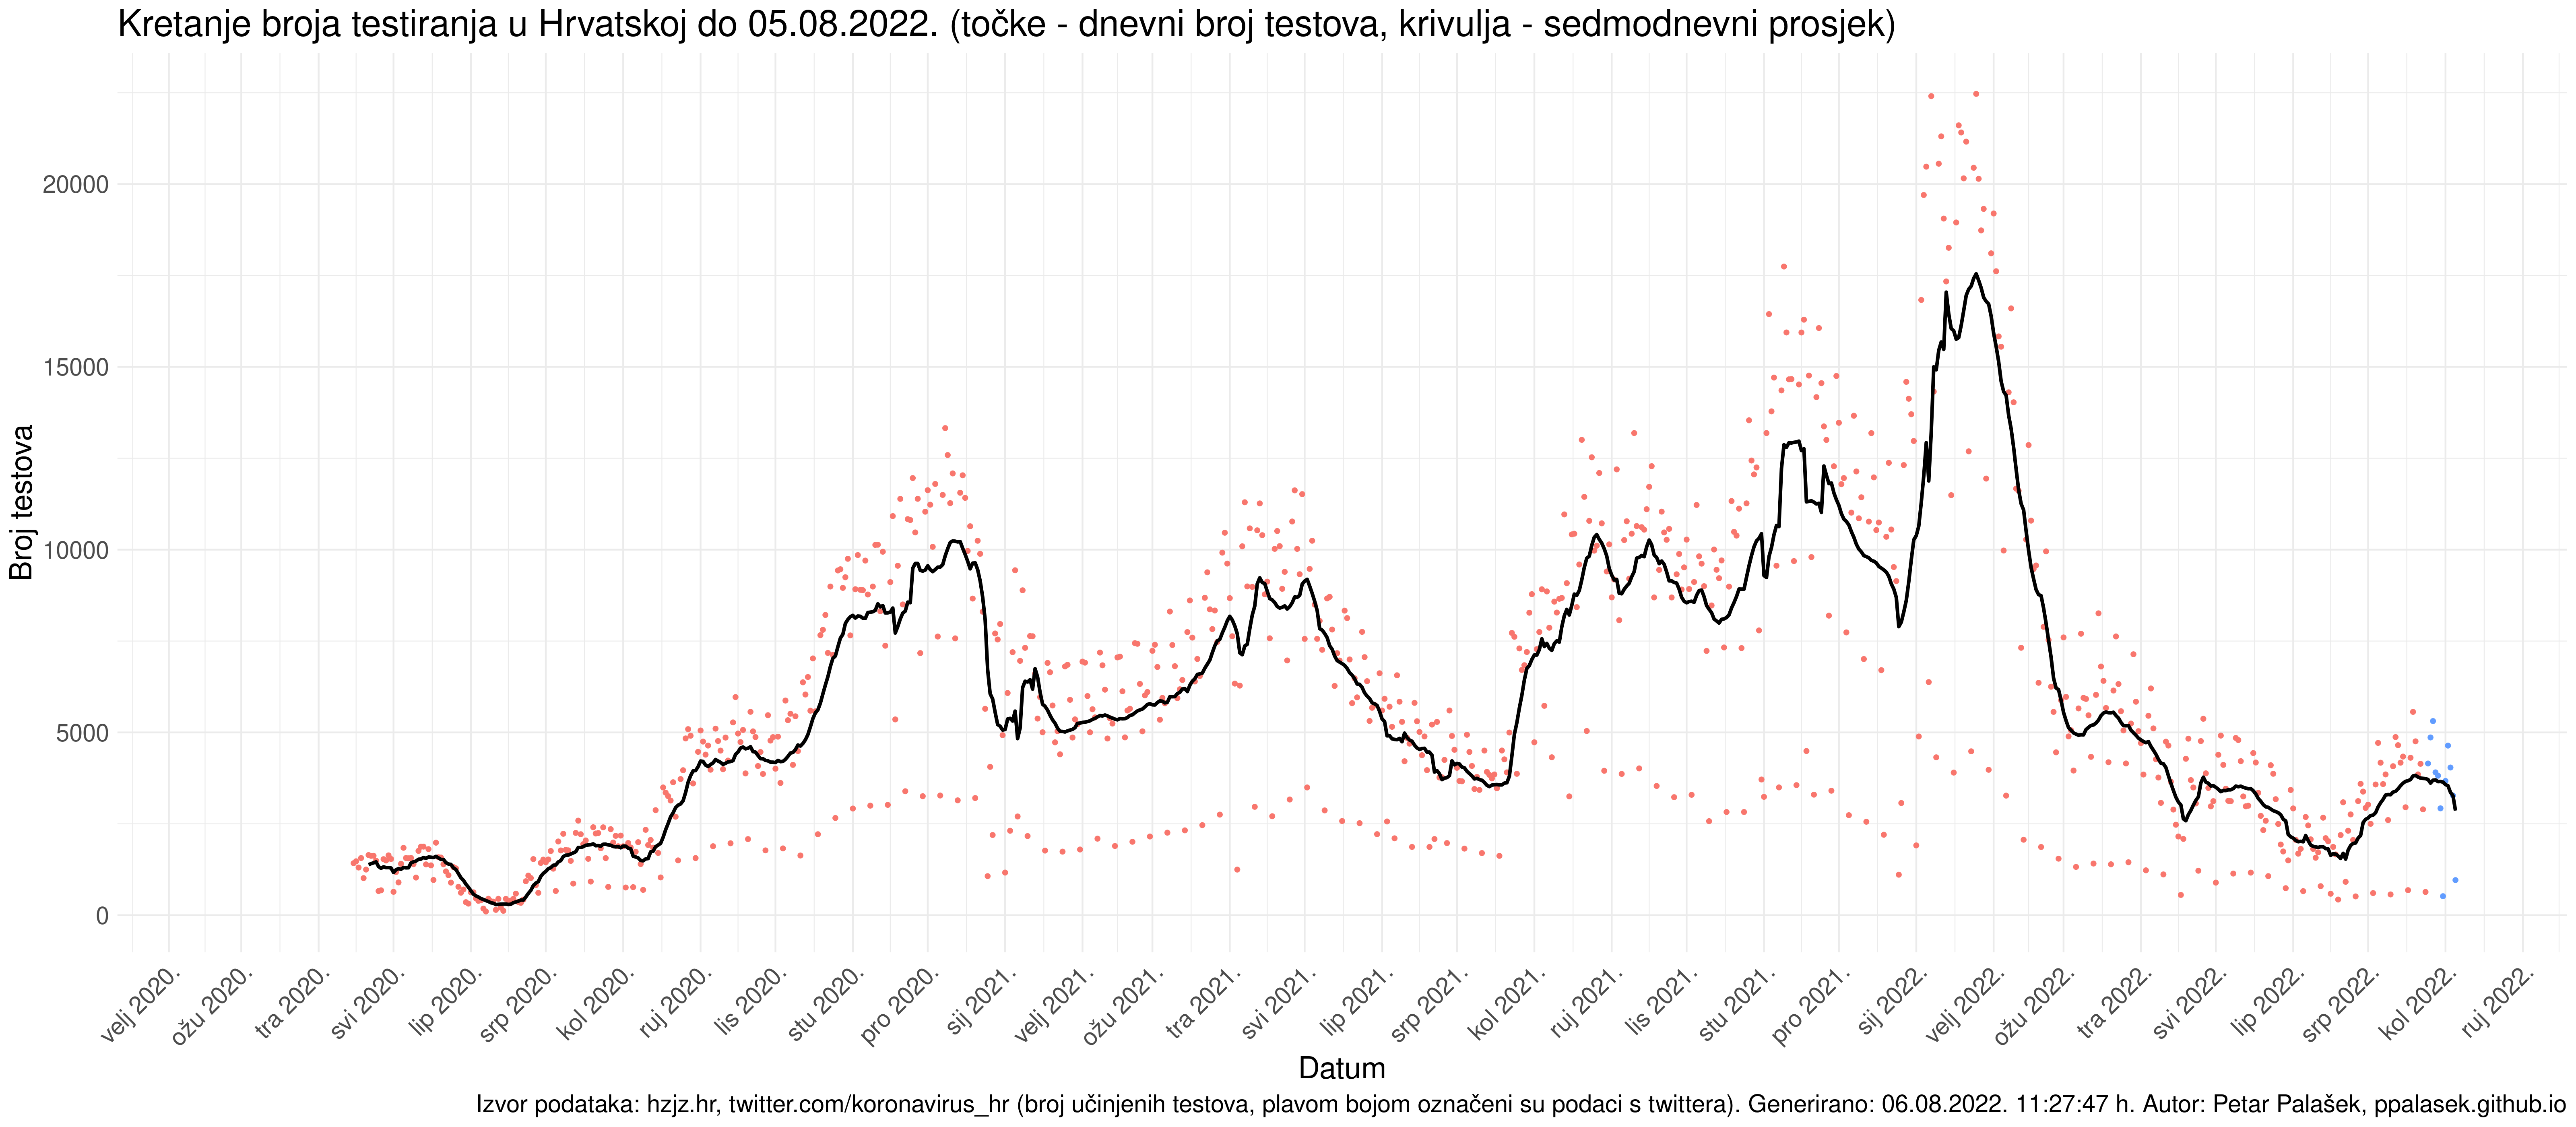 Kretanje broja testiranja u Hrvatskoj do 05.08.2022. (točke - dnevni broj testova, krivulja - sedmodnevni prosjek)
Broj testova
20000
15000
10000
5000
0
velj 2020.
ožu 2020.
tra 2020.
svi 2020.
lip 2020.
srp 2020.
kol 2020.
ruj 2020.
lis 2020.
stu 2020.
pro 2020.
sij 2021.
velj 2021.
ožu 2021.
tra 2021.
svi 2021.
lip 2021.
srp 2021.
kol 2021.
ruj 2021.
lis 2021.
stu 2021.
pro 2021.
sij 2022.
velj 2022.
ožu 2022.
tra 2022.
svi 2022.
lip 2022.
srp 2022.
kol 2022.
ruj 2022.
Datum
Izvor podataka: hzjz.hr, twitter.com/koronavirus_hr (broj učinjenih testova, plavom bojom označeni su podaci s twittera). Generirano: 06.08.2022. 11:27:47 h. Autor: Petar Palašek, ppalasek.github.io